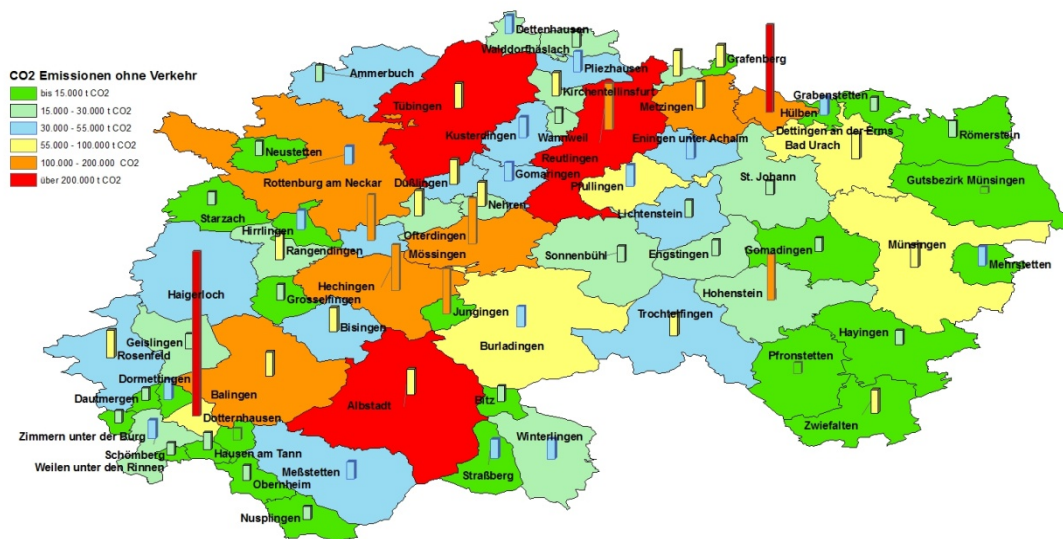 CO2 Emissionen ohne Verkehr
bis 15.000 t CO2
15.000 - 30.000 t CO2
30.000 - 55.000 t CO2
55.000 - 100.000 t CO2
100.000 - 200.000 CO2
über 200.000 t CO2
Dettenhausen
Walddorfhäslach
Pliezhausen
Grafenberg
Ammerbuch
Kirchentellinsfurt
Metzingen
Grabenstetten
Tübingen
Hülben
Kusterdingen
Wannweil
Dettingen an der Erms
Römerstein
Reutlingen
Eningen unter Achalm
Bad Urach
Neustetten
Rottenburg am Neckar
Dußlingen
Gomaringen
Pfullingen
St. Johann
Gutsbezirk Münsingen
Starzach
Nehren
Lichtenstein
Hirrlingen
Ofterdingen
Rangendingen
Mössingen
Sonnenbühl
Engstingen
Gomadingen
Münsingen
Mehrstetten
Haigerloch
Hechingen
Grosselfingen
Hohenstein
Jungingen
Trochtelfingen
Bisingen
Hayingen
Geislingen
Rosenfeld
Burladingen
Pfronstetten
Dormettingen
Balingen
Dautmergen
Albstadt
Bitz
Dotternhausen
Zwiefalten
Zimmern unter der Burg
Winterlingen
Schömberg
Hausen am Tann
Weilen unter den Rinnen
Meßstetten
Straßberg
Obernheim
Nusplingen